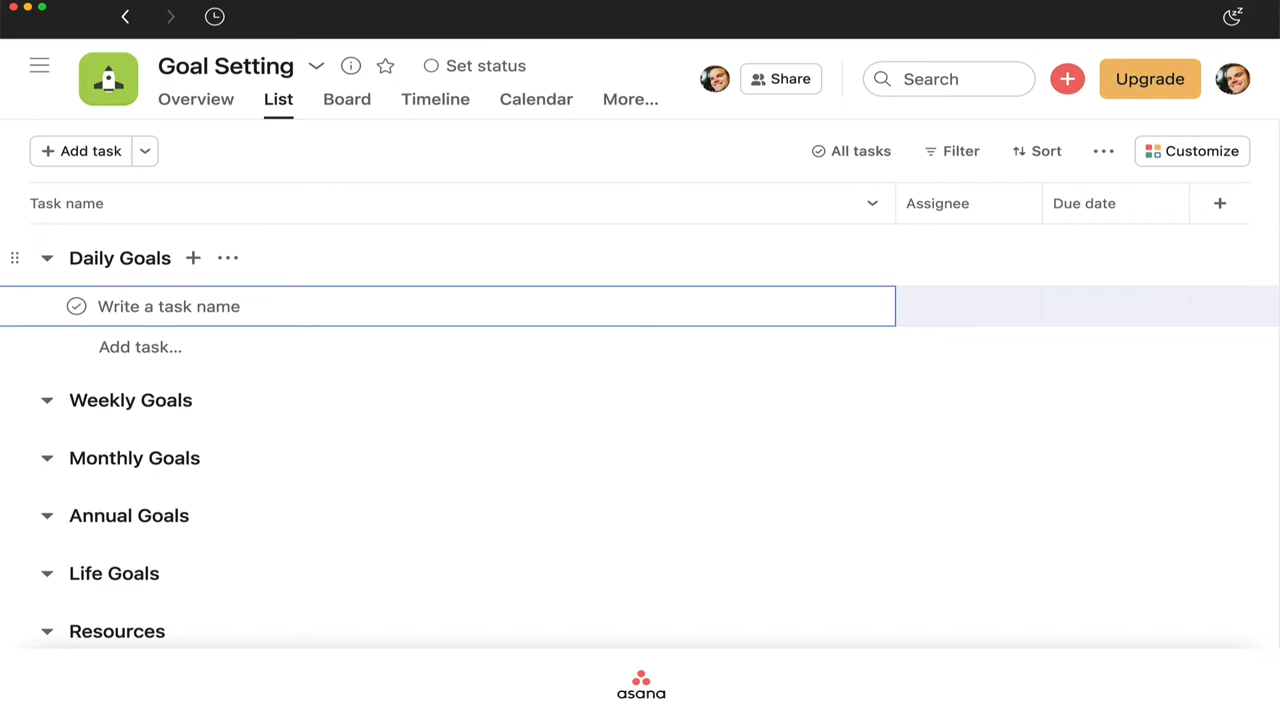 Goal Setting
Set status
Share
Search
Upgrade
Overview
List
Board
Timeline
Calendar
More...
Add task
All tasks
Filter
Sort
Customize
Task name
Assignee
Due date
Daily Goals
Write a task name
Add task...
Weekly Goals
Monthly Goals
Annual Goals
Life Goals
Resources
asana